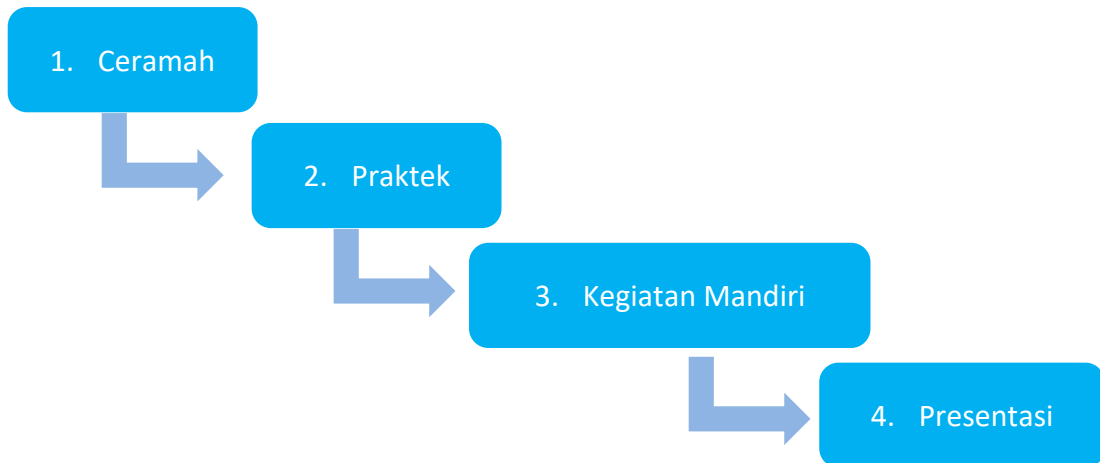 1. Ceramah
2. Praktek
3. Kegiatan Mandiri
4. Presentasi